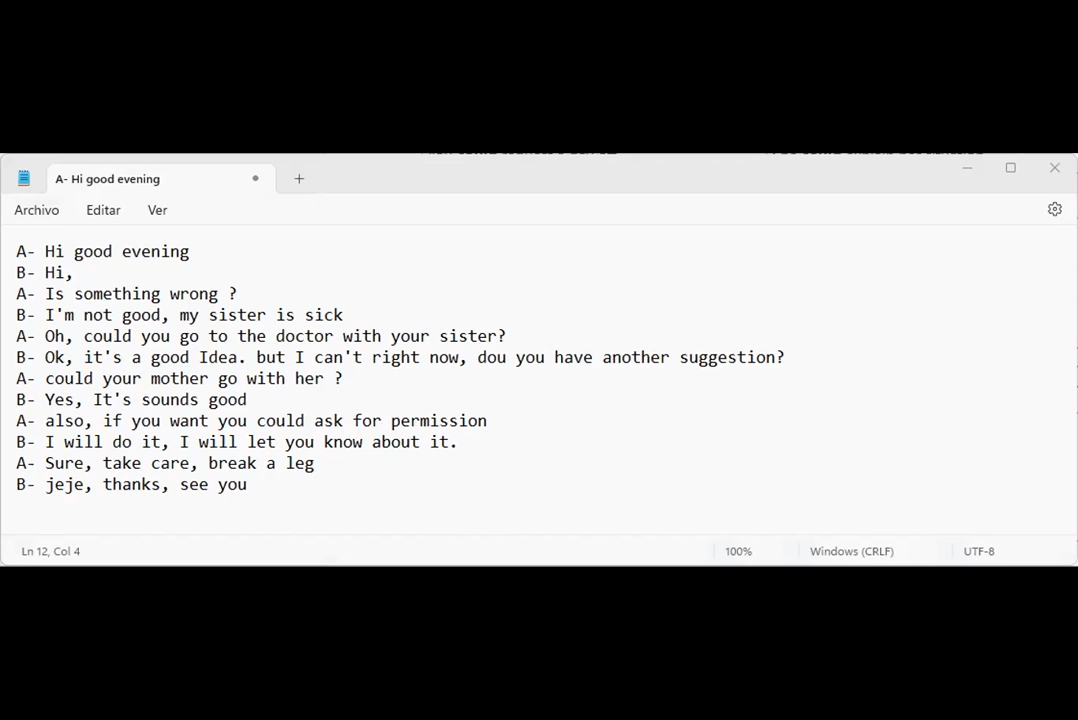 A- Hi good evening
Archivo Editar Ver
A- Hi good evening
B- Hi,
A- Is something wrong ?
B- I'm not good, my sister is sick
A- Oh, could you go to the doctor with your sister?
B- Ok, it's a good Idea. but I can't right now, dou you have another suggestion?
A- could your mother go with her ?
B- Yes, It's sounds good
A- also, if you want you could ask for permission
B- I will do it, I will let you know about it.
A- Sure, take care, break a leg
B- jeje, thanks, see you
Ln 12, Col 4 100% Windows (CRLF) UTF-8